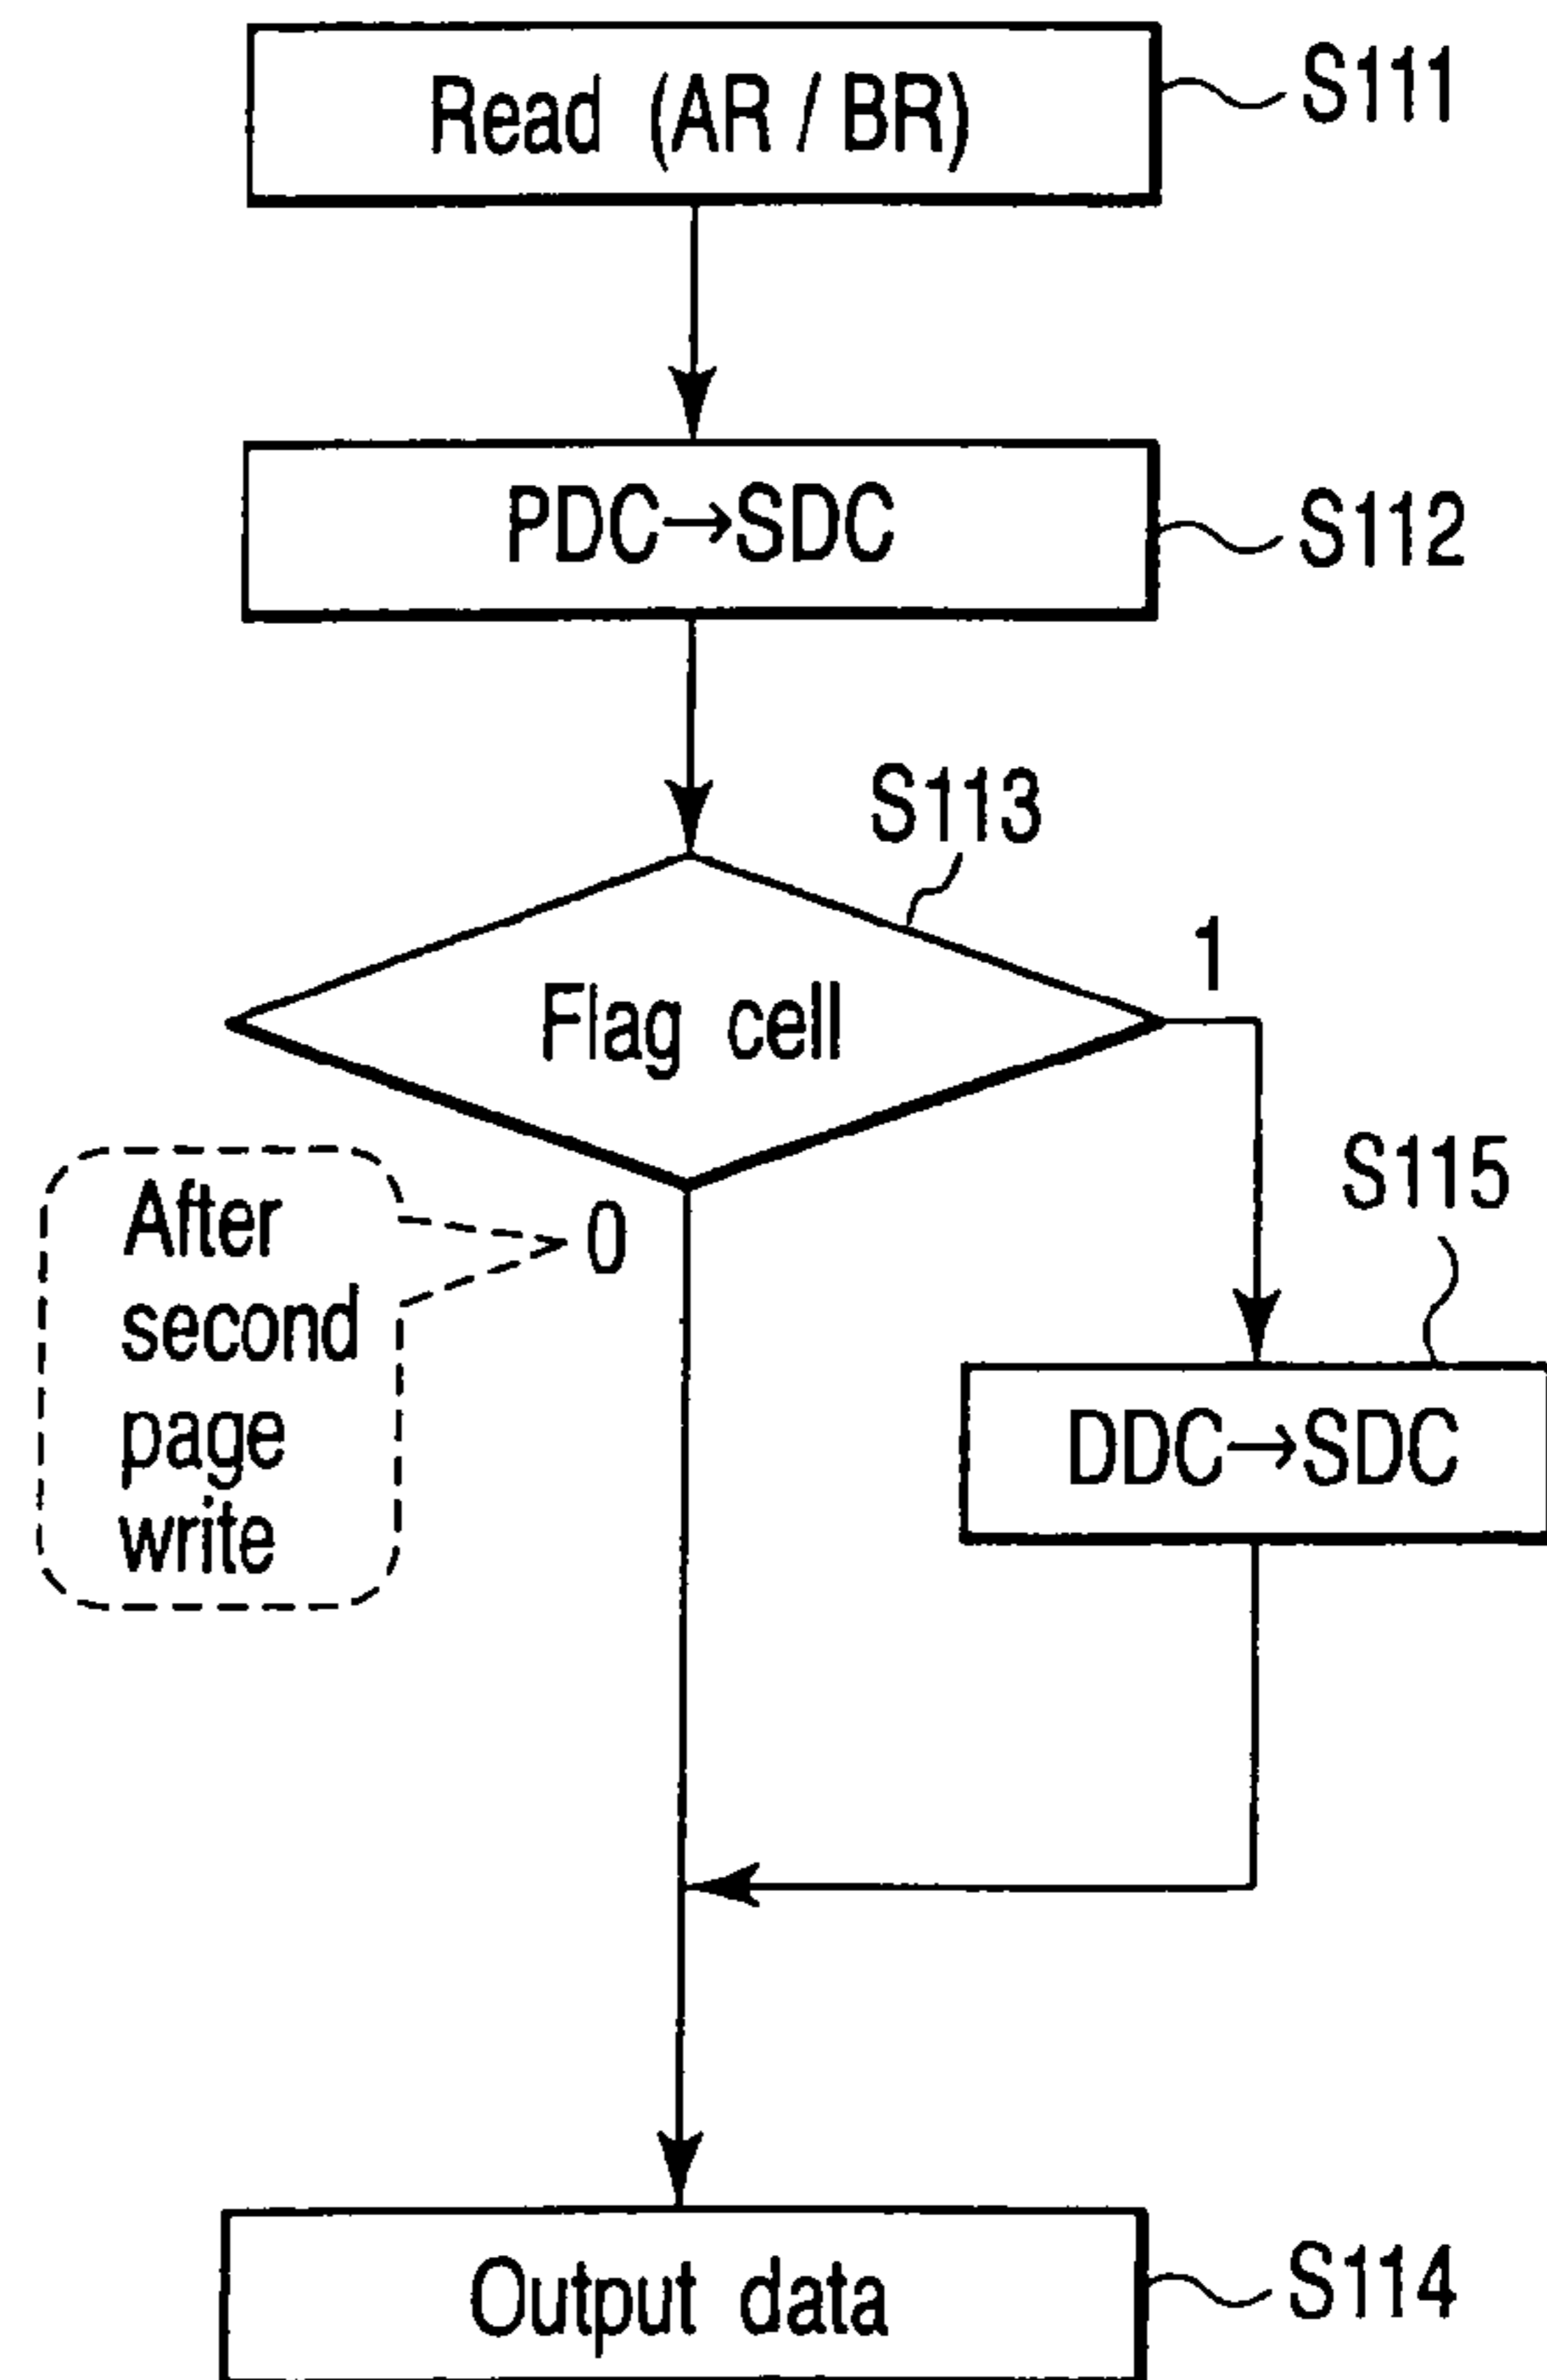 Read (AR / BR)
S111
PDC→SDC
S112
S113
Flag cell
1
0
After
second
page
write
S115
DDC→SDC
Output data
S114